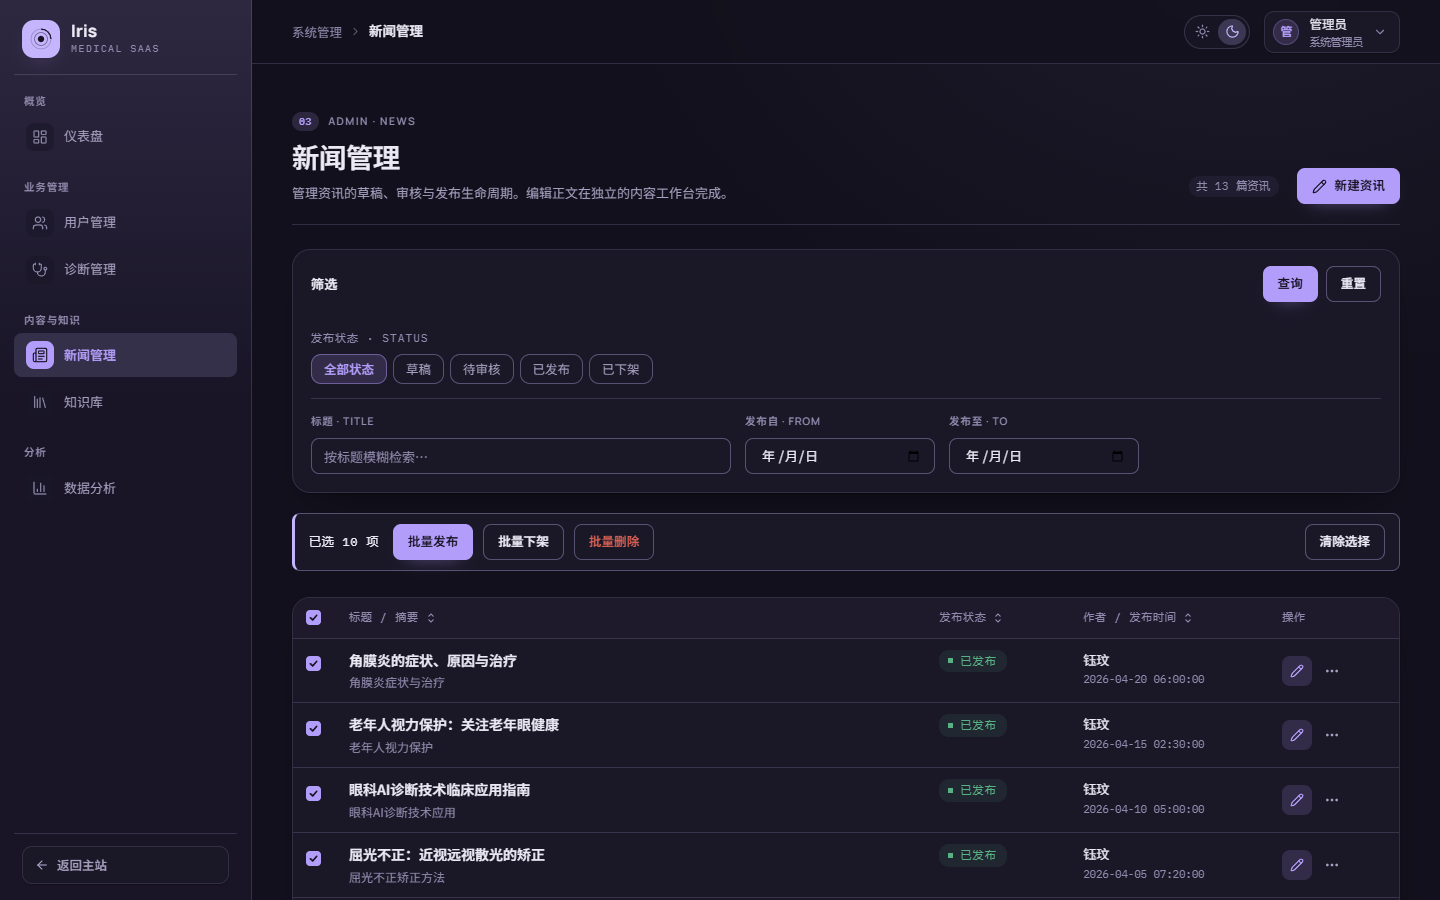 Iris
MEDICAL SAAS
概览
仪表盘
业务管理
用户管理
诊断管理
内容与知识
新闻管理
知识库
分析
数据分析
返回主站
系统管理 > 新闻管理
管 管理员
系统管理员
03 ADMIN · NEWS
新闻管理
管理资讯的草稿、审核与发布生命周期。编辑正文在独立的内容工作台完成。
共 13 篇资讯
新建资讯
筛选
查询 重置
发布状态 · STATUS
全部状态 草稿 待审核 已发布 已下架
标题 · TITLE 发布自 · FROM 发布至 · TO
按标题模糊检索… 年 /月/日 年 /月/日
已选 10 项 批量发布 批量下架 批量删除 清除选择
标题 / 摘要 发布状态 作者 / 发布时间 操作
角膜炎的症状、原因与治疗 已发布 钰玟
角膜炎症状与治疗 2026-04-20 06:00:00
老年人视力保护：关注老年眼健康 已发布 钰玟
老年人视力保护 2026-04-15 02:30:00
眼科AI诊断技术临床应用指南 已发布 钰玟
眼科AI诊断技术应用 2026-04-10 05:00:00
屈光不正：近视远视散光的矫正 已发布 钰玟
屈光不正矫正方法 2026-04-05 07:20:00